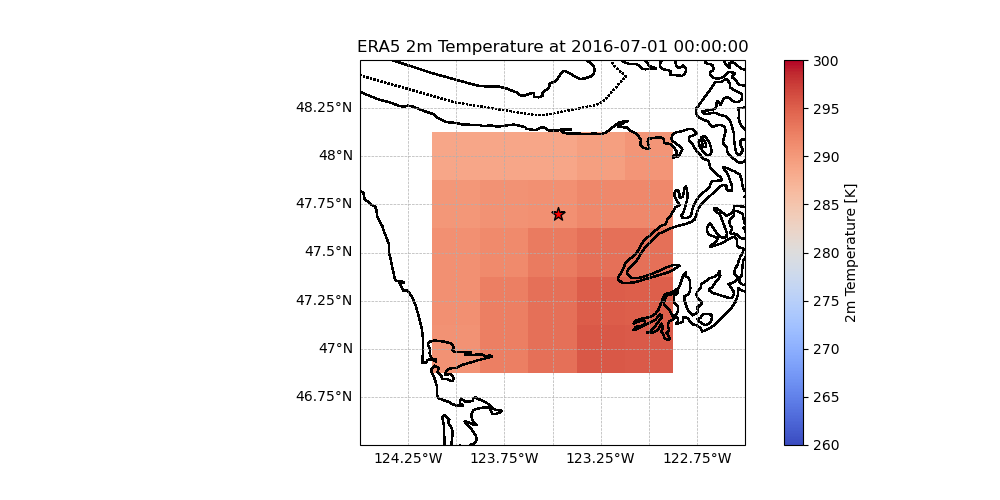 ERA5 2m Temperature at 2016-07-01 00:00:00
48.25°N
48°N
47.75°N
47.5°N
47.25°N
47°N
46.75°N
124.25°W 123.75°W 123.25°W 122.75°W
300
295
290
285
280
275
270
265
260
2m Temperature [K]